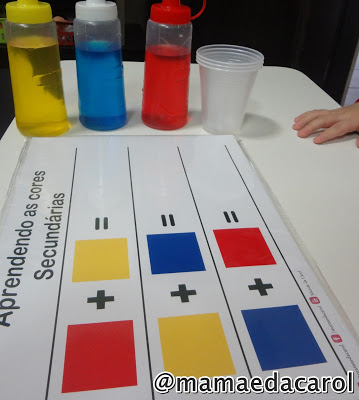 Aprendendo as cores
Secundárias
+ =
+ =
+ =
@mamaedacarol